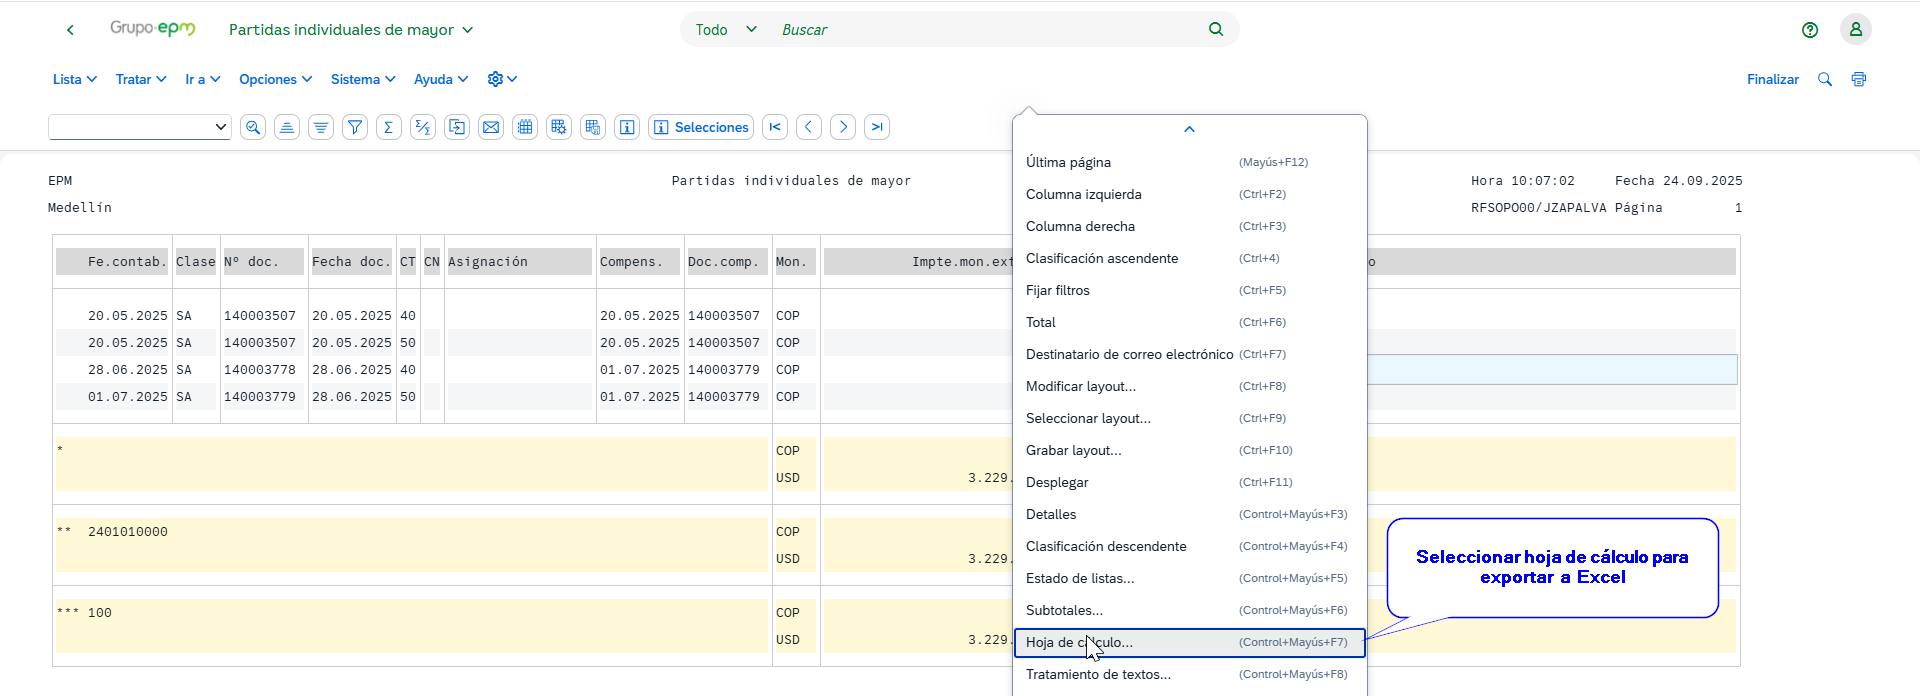 Grupo·epm Partidas individuales de mayor Todo Buscar
Lista Tratar Ir a Opciones Sistema Ayuda Finalizar
Selecciones
EPM Partidas individuales de mayor Hora 10:07:02 Fecha 24.09.2025
Medellín RFSOPO00/JZAPALVA Página 1
Fe.contab. Clase Nº doc. Fecha doc. CT CN Asignación Compens. Doc.comp. Mon. Impte.mon.ext o
20.05.2025 SA 140003507 20.05.2025 40 20.05.2025 140003507 COP
20.05.2025 SA 140003507 20.05.2025 50 20.05.2025 140003507 COP
28.06.2025 SA 140003778 28.06.2025 40 01.07.2025 140003779 COP
01.07.2025 SA 140003779 28.06.2025 50 01.07.2025 140003779 COP
* COP
USD 3.229.
** 2401010000 COP
USD 3.229.
*** 100 COP
USD 3.229.
Última página (Mayús+F12)
Columna izquierda (Ctrl+F2)
Columna derecha (Ctrl+F3)
Clasificación ascendente (Ctrl+4)
Fijar filtros (Ctrl+F5)
Total (Ctrl+F6)
Destinatario de correo electrónico (Ctrl+F7)
Modificar layout... (Ctrl+F8)
Seleccionar layout... (Ctrl+F9)
Grabar layout... (Ctrl+F10)
Desplegar (Ctrl+F11)
Detalles (Control+Mayús+F3)
Clasificación descendente (Control+Mayús+F4)
Estado de listas... (Control+Mayús+F5)
Subtotales... (Control+Mayús+F6)
Hoja de cálculo... (Control+Mayús+F7)
Tratamiento de textos... (Control+Mayús+F8)
Seleccionar hoja de cálculo para
exportar a Excel